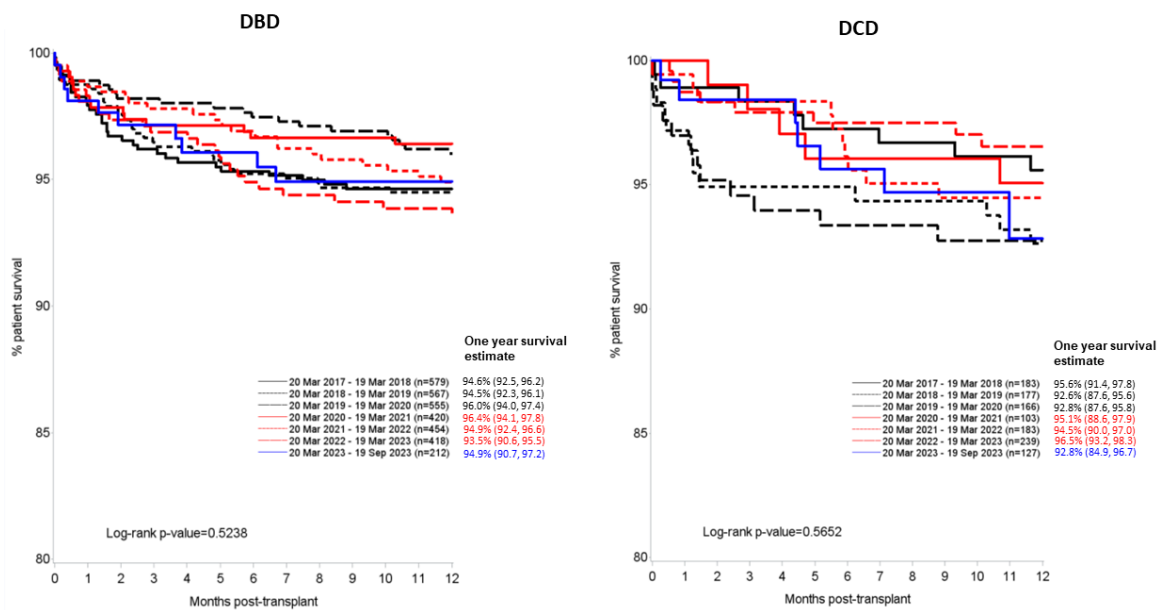 DBD
% patient survival
100
95
90
85
80
One year survival
estimate
20 Mar 2017 - 19 Mar 2018 (n=579) 94.6% (92.5, 96.2)
20 Mar 2018 - 19 Mar 2019 (n=567) 94.5% (92.3, 96.1)
20 Mar 2019 - 19 Mar 2020 (n=555) 96.0% (94.0, 97.4)
20 Mar 2020 - 19 Mar 2021 (n=420) 96.4% (94.1, 97.8)
20 Mar 2021 - 19 Mar 2022 (n=454) 94.9% (92.4, 96.6)
20 Mar 2022 - 19 Mar 2023 (n=418) 93.5% (90.6, 95.5)
20 Mar 2023 - 19 Sep 2023 (n=212) 94.9% (90.7, 97.2)
Log-rank p-value=0.5238
0 1 2 3 4 5 6 7 8 9 10 11 12
Months post-transplant
DCD
% patient survival
100
95
90
85
80
One year survival
estimate
20 Mar 2017 - 19 Mar 2018 (n=183) 95.6% (91.4, 97.8)
20 Mar 2018 - 19 Mar 2019 (n=177) 92.6% (87.6, 95.6)
20 Mar 2019 - 19 Mar 2020 (n=166) 92.8% (87.6, 95.8)
20 Mar 2020 - 19 Mar 2021 (n=103) 95.1% (88.6, 97.9)
20 Mar 2021 - 19 Mar 2022 (n=183) 94.5% (90.0, 97.0)
20 Mar 2022 - 19 Mar 2023 (n=239) 96.5% (93.2, 98.3)
20 Mar 2023 - 19 Sep 2023 (n=127) 92.8% (84.9, 96.7)
Log-rank p-value=0.5652
0 1 2 3 4 5 6 7 8 9 10 11 12
Months post-transplant